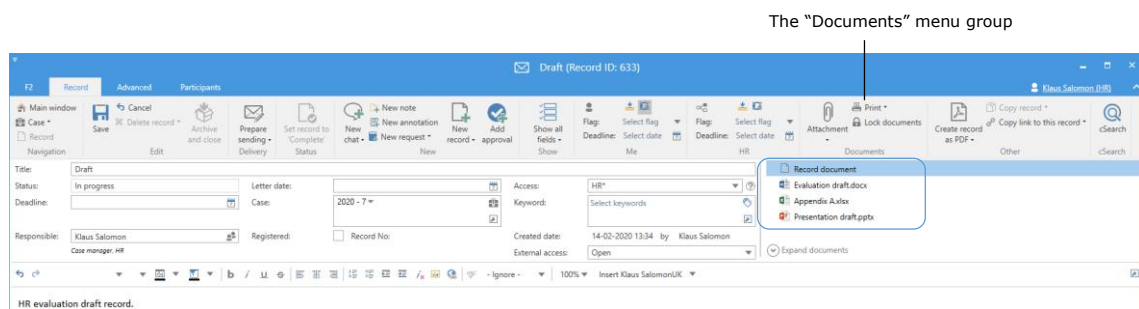 The “Documents” menu group
Draft (Record ID: 633)
F2 Record Advanced Participants Klaus Salomon (HR)
Main window
Case
Record
Navigation
Save
Cancel
Delete record
Archive and close
Edit
Prepare sending
Delivery
Set record to 'Complete'
Status
New chat
New note
New annotation
New request
New record
Add approval
New
Show all fields
Show
Flag: Select flag
Deadline: Select date
Me
Flag: Select flag
Deadline: Select date
HR
Attachment
Print
Lock documents
Documents
Create record as PDF
Copy record
Copy link to this record
Other
cSearch
cSearch
Title: Draft
Status: In progress Letter date: Access: HR*
Deadline: Case: 2020 - 7 Keyword: Select keywords
Responsible: Klaus Salomon Registered: Record No: Created date: 14-02-2020 13:34 by Klaus Salomon
Case manager, HR External access: Open
Record document
Evaluation draft.docx
Appendix A.xlsx
Presentation draft.pptx
Expand documents
b / u - Ignore - 100% Insert Klaus SalomonUK
HR evaluation draft record.